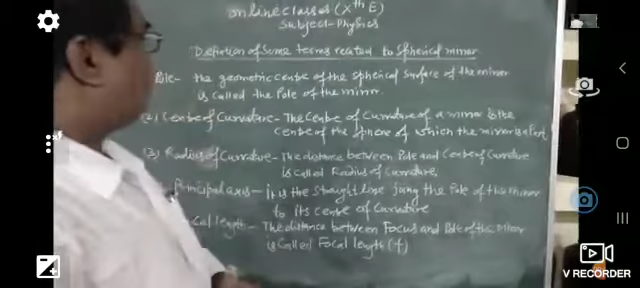 online classes (Xth E)
Subject - Physics
Definition of Some terms related to Spherical mirror
Pole - the geometric centre of the spherical surface of the mirror
is called the Pole of the mirror.
(2) Centre of Curvature - The Centre of Curvature of a mirror is the
centre of the sphere of which the mirror is a Part
(3) Radius of Curvature - The distance between Pole and Centre of Curvature
is called Radius of Curvature.
Principal axis - it is the straight line joing the Pole of the mirror
to its centre of Curvature
cal length - The distance between Focus and Pole of the mirror
is called Focal length (f)
V RECORDER